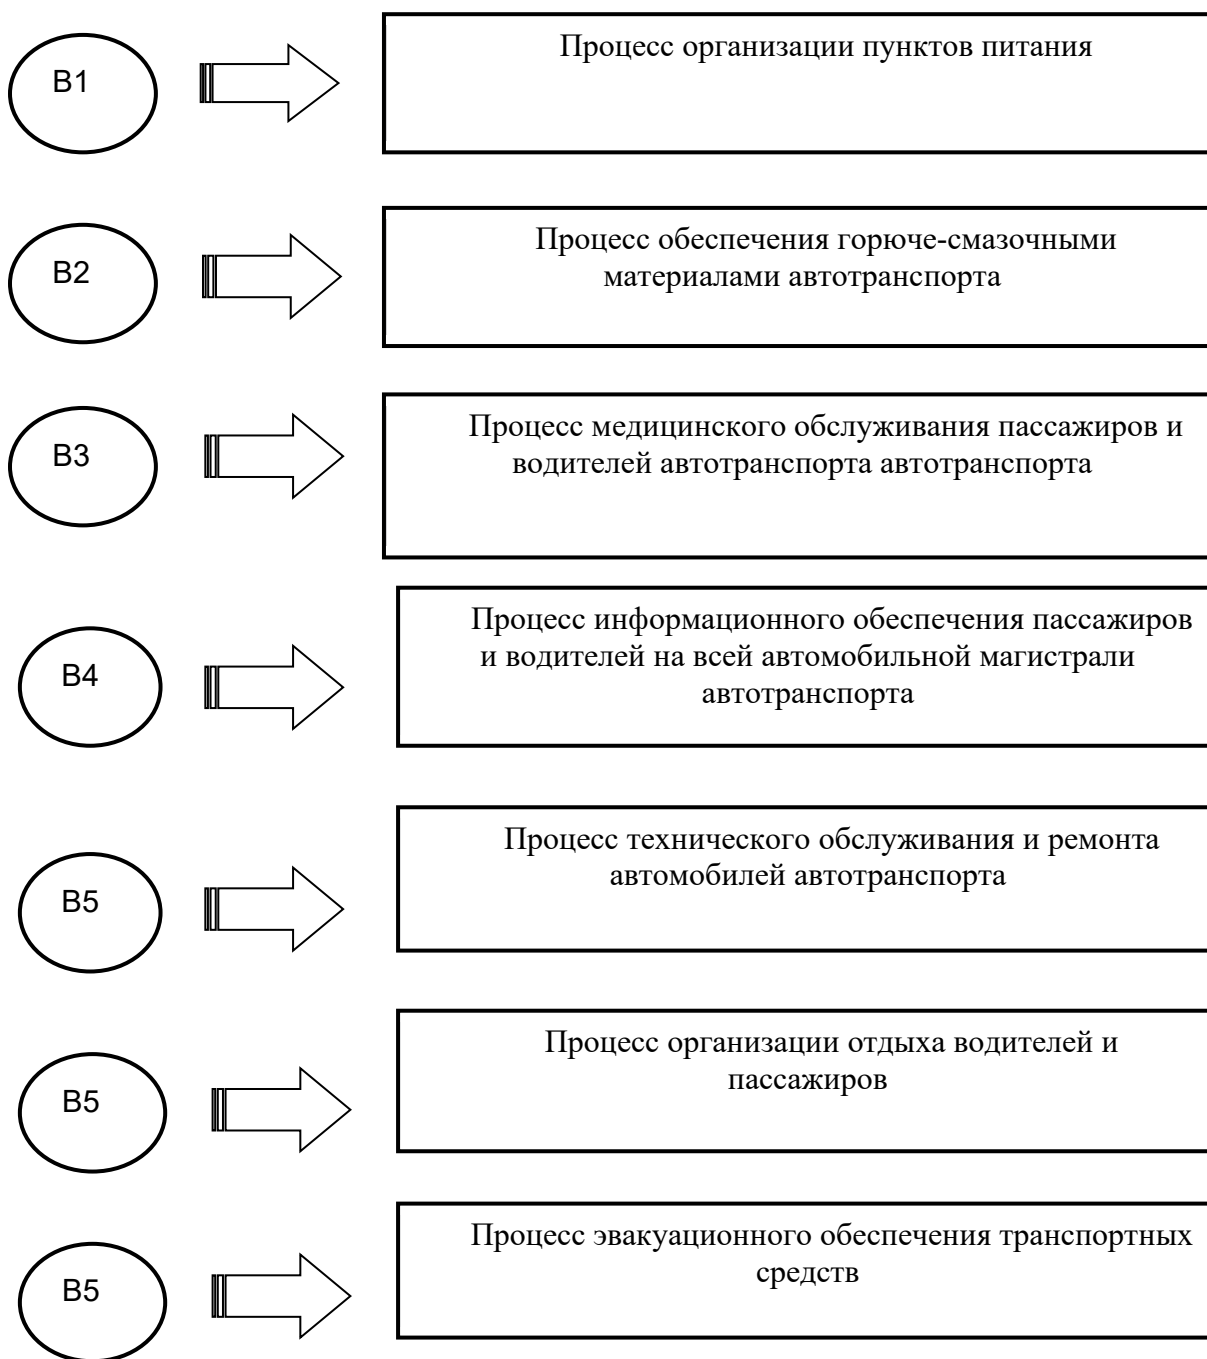 B1
Процесс организации пунктов питания
B2
Процесс обеспечения горюче-смазочными
материалами автотранспорта
B3
Процесс медицинского обслуживания пассажиров и
водителей автотранспорта автотранспорта
B4
Процесс информационного обеспечения пассажиров
и водителей на всей автомобильной магистрали
автотранспорта
B5
Процесс технического обслуживания и ремонта
автомобилей автотранспорта
B5
Процесс организации отдыха водителей и
пассажиров
B5
Процесс эвакуационного обеспечения транспортных
средств